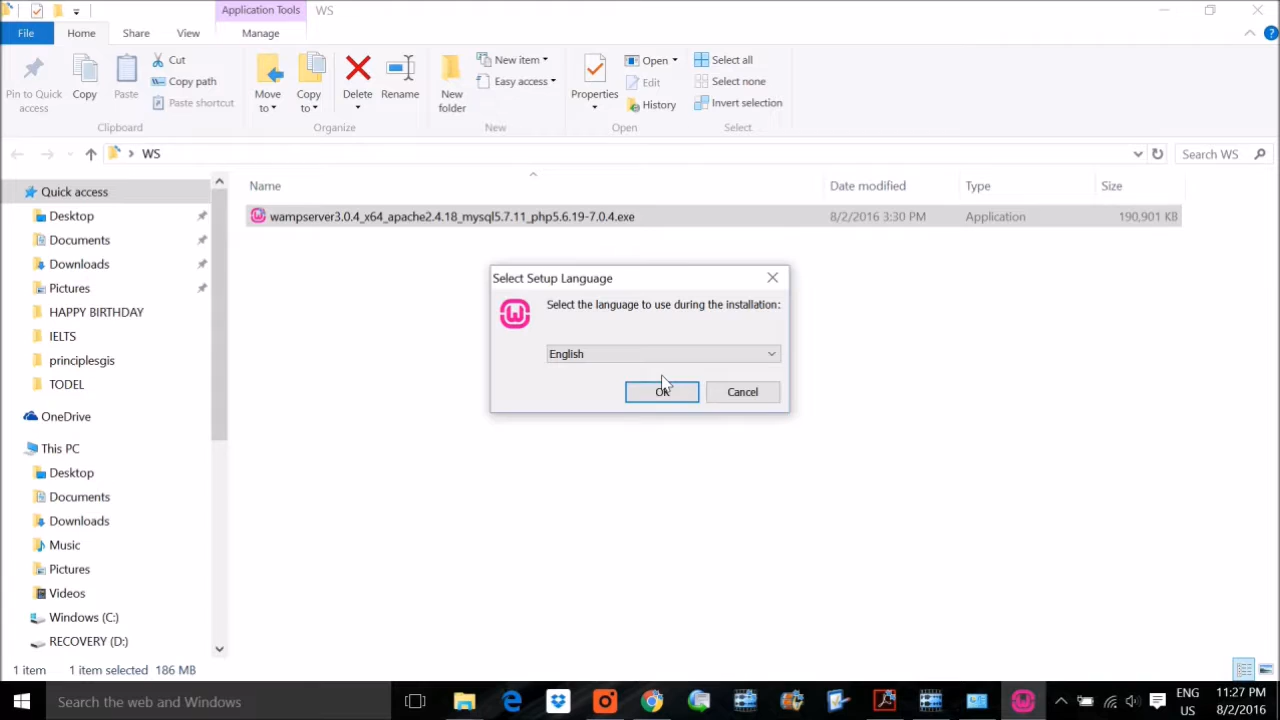 Application Tools
WS
File
Home
Share
View
Manage
Pin to Quick access
Copy
Paste
Cut
Copy path
Paste shortcut
Clipboard
Move to
Copy to
Delete
Rename
Organize
New folder
New item
Easy access
New
Properties
Open
Edit
History
Open
Select all
Select none
Invert selection
Select
WS
Search WS
Name
Date modified
Type
Size
wampserver3.0.4_x64_apache2.4.18_mysql5.7.11_php5.6.19-7.0.4.exe
8/2/2016 3:30 PM
Application
190,901 KB
Quick access
Desktop
Documents
Downloads
Pictures
HAPPY BIRTHDAY
IELTS
principlesgis
TODEL
OneDrive
This PC
Desktop
Documents
Downloads
Music
Pictures
Videos
Windows (C:)
RECOVERY (D:)
Select Setup Language
Select the language to use during the installation:
English
OK
Cancel
1 item
1 item selected 186 MB
Search the web and Windows
ENG
US
11:27 PM
8/2/2016